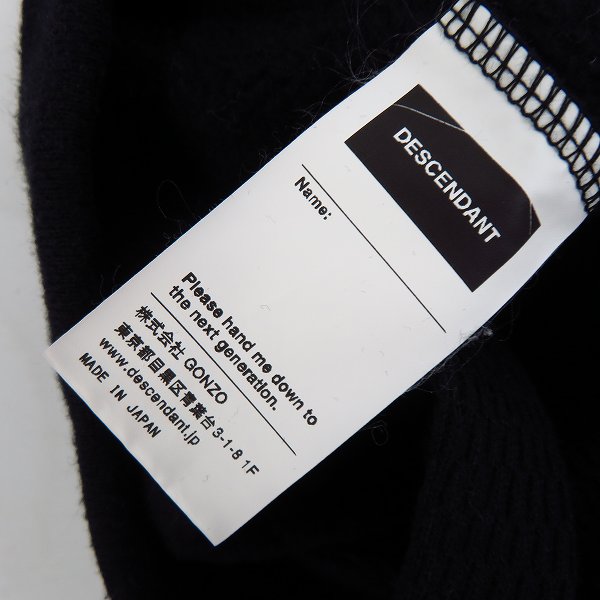 DESCENDANT
Name:
Please hand me down to
the next generation.
株式会社 GONZO
東京都目黒区青葉台 3-1-8 1F
www.descendant.jp
MADE IN JAPAN